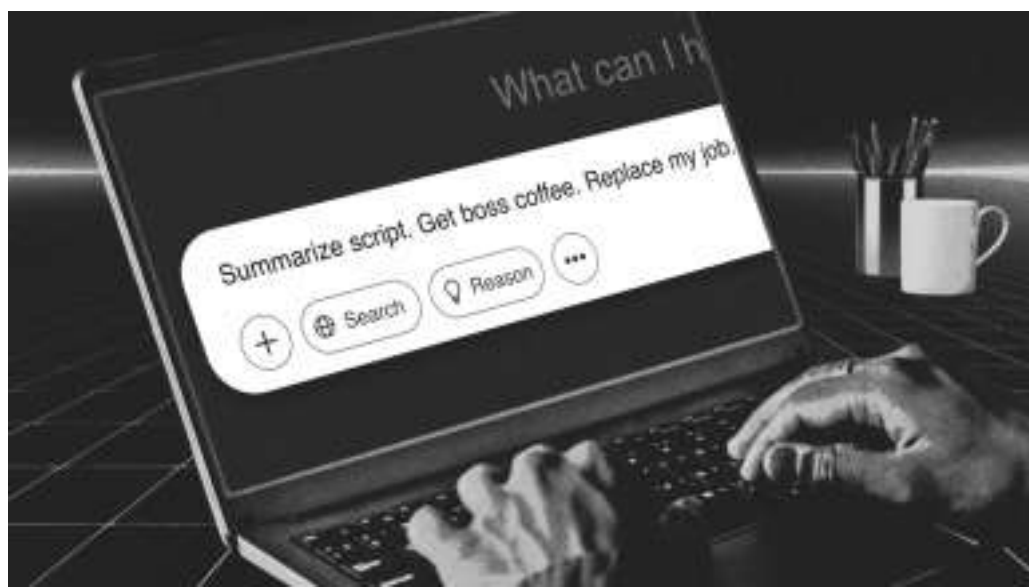 What can I h
Summarize script. Get boss coffee. Replace my job.
Search
Reason